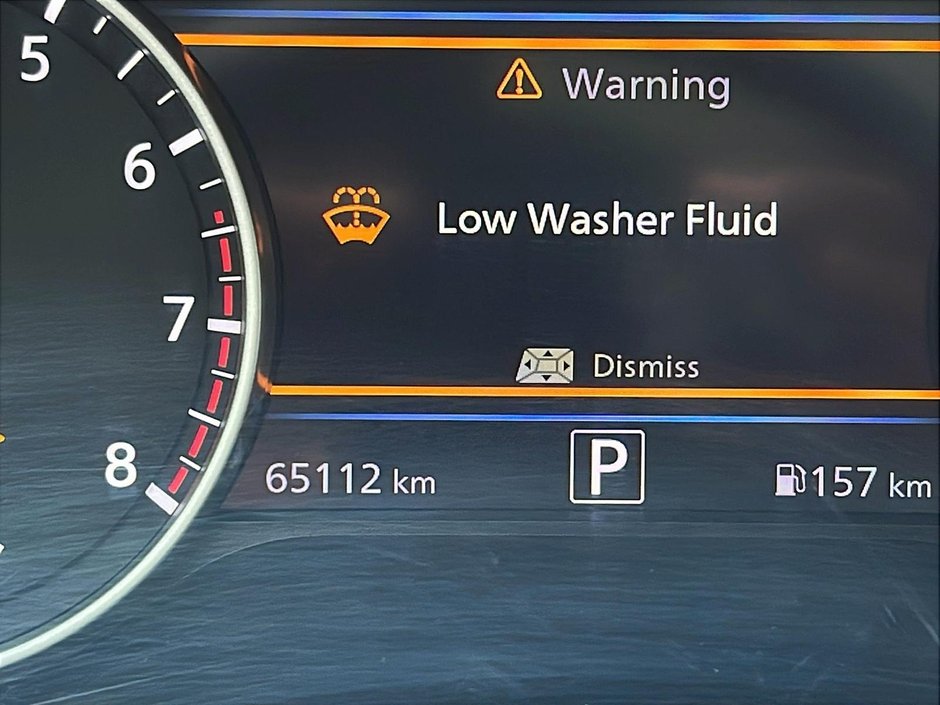 5
6
7
8
Warning
Low Washer Fluid
Dismiss
65112 km
P
157 km